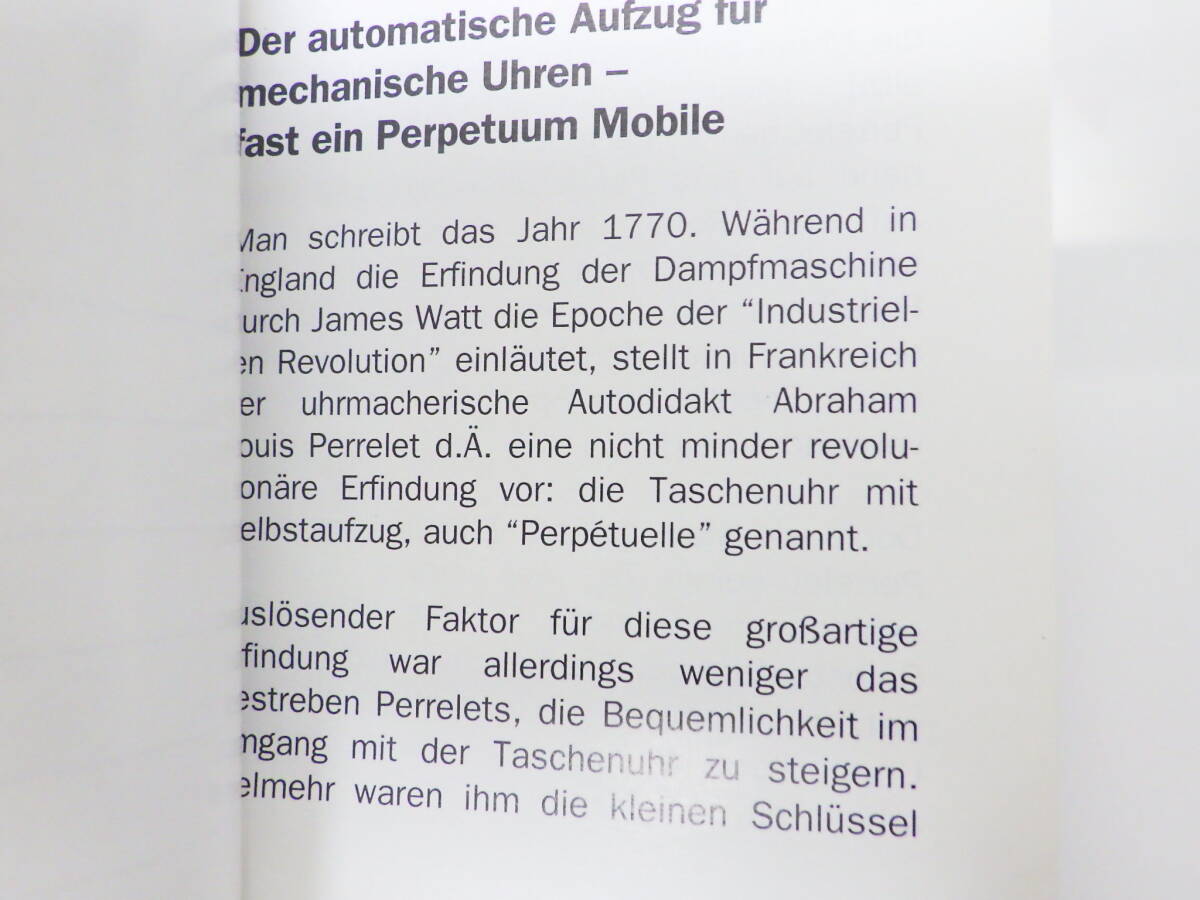 Der automatische Aufzug für
mechanische Uhren –
fast ein Perpetuum Mobile
Man schreibt das Jahr 1770. Während in
England die Erfindung der Dampfmaschine
urch James Watt die Epoche der “Industriel-
en Revolution” einläutet, stellt in Frankreich
er uhrmacherische Autodidakt Abraham
ouis Perrelet d.Ä. eine nicht minder revolu-
onäre Erfindung vor: die Taschenuhr mit
elbstaufzug, auch “Perpétuelle” genannt.
uslösender Faktor für diese großartige
findung war allerdings weniger das
estreben Perrelets, die Bequemlichkeit im
mgang mit der Taschenuhr zu steigern.
elmehr waren ihm die kleinen Schlüssel